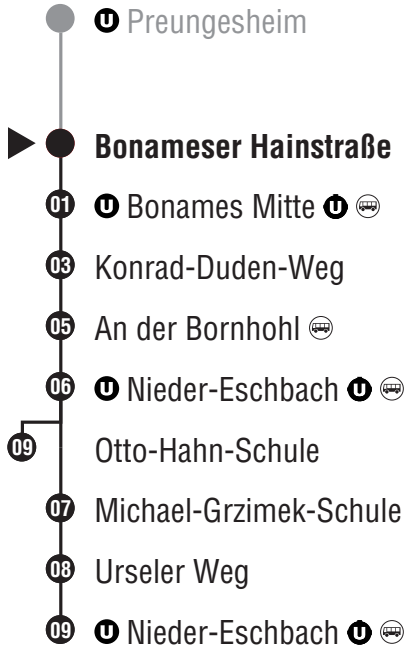 U Preungesheim
Bonameser Hainstraße
01 U Bonames Mitte U
03 Konrad-Duden-Weg
05 An der Bornhohl
06 U Nieder-Eschbach U
09 Otto-Hahn-Schule
07 Michael-Grzimek-Schule
08 Urseler Weg
09 U Nieder-Eschbach U